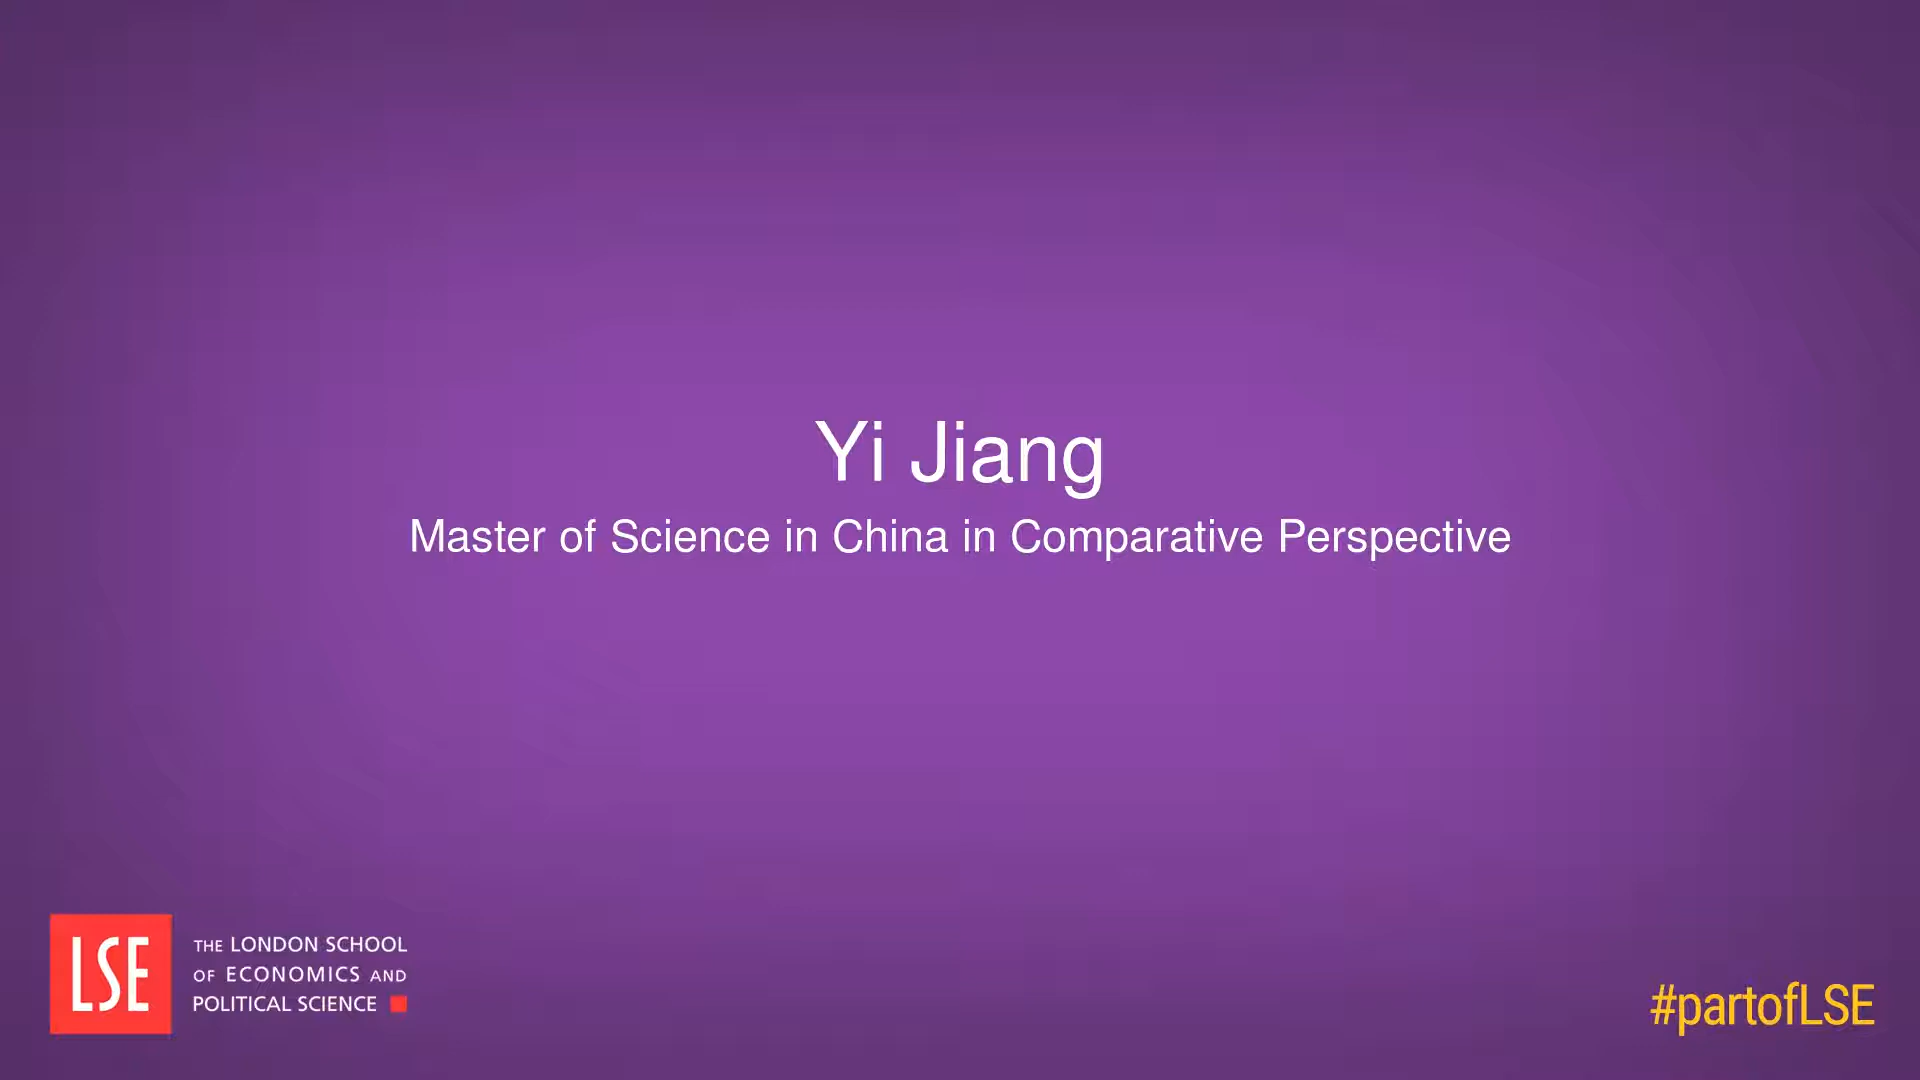 Yi Jiang
Master of Science in China in Comparative Perspective
LSE
THE LONDON SCHOOL
OF ECONOMICS AND
POLITICAL SCIENCE
#partofLSE